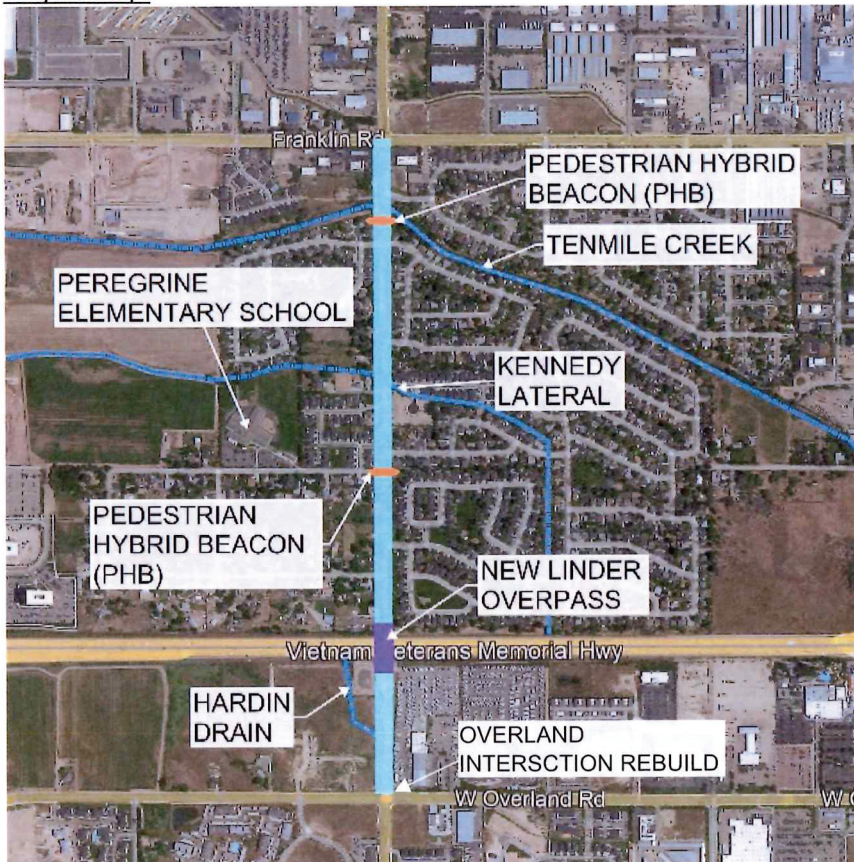 Franklin Rd
PEDESTRIAN HYBRID
BEACON (PHB)
TENMILE CREEK
PEREGRINE
ELEMENTARY SCHOOL
KENNEDY
LATERAL
PEDESTRIAN
HYBRID BEACON
(PHB)
NEW LINDER
OVERPASS
Vietnam eterans Memorial Hwy
HARDIN
DRAIN
OVERLAND
INTERSCTION REBUILD
W Overland Rd
W O